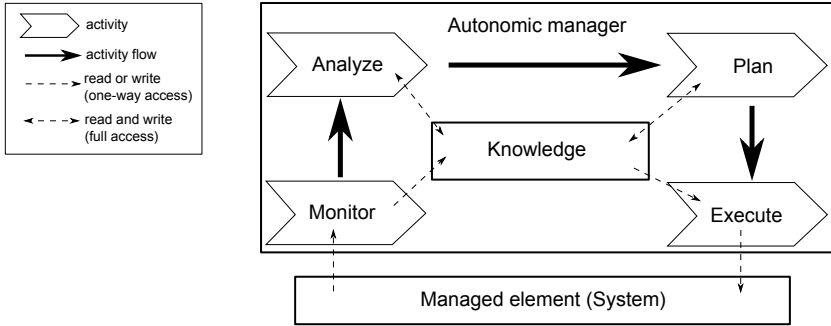 activity
activity flow
read or write
(one-way access)
read and write
(full access)
Autonomic manager
Analyze
Plan
Knowledge
Monitor
Execute
Managed element (System)